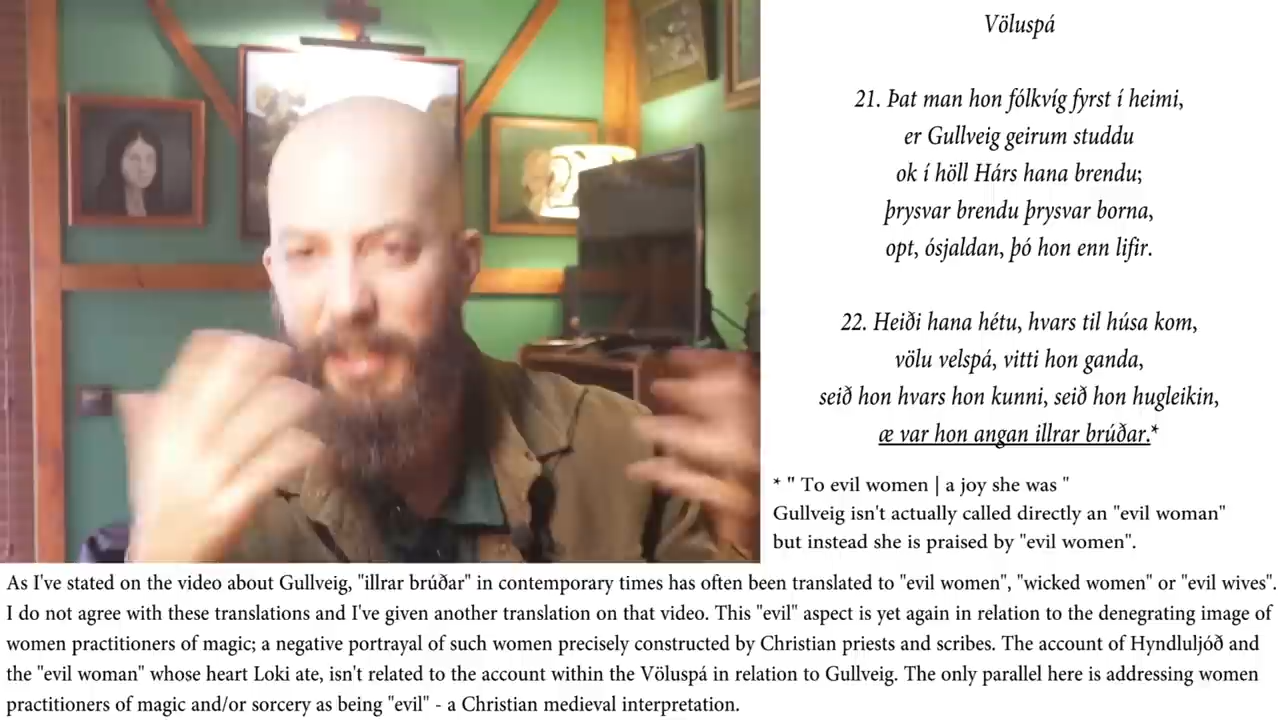 Völuspá
21. Þat man hon fólkvíg fyrst í heimi,
er Gullveig geirum studdu
ok í höll Hárs hana brendu;
þrysvar brendu þrysvar borna,
opt, ósjaldan, þó hon enn lifir.
22. Heiði hana hétu, hvars til húsa kom,
völu velspá, vitti hon ganda,
seið hon hvars hon kunni, seið hon hugleikin,
æ var hon angan illrar brúðar.*
* " To evil women | a joy she was "
Gullveig isn't actually called directly an "evil woman"
but instead she is praised by "evil women".
As I've stated on the video about Gullveig, "illrar brúðar" in contemporary times has often been translated to "evil women", "wicked women" or "evil wives".
I do not agree with these translations and I've given another translation on that video. This "evil" aspect is yet again in relation to the denegrating image of
women practitioners of magic; a negative portrayal of such women precisely constructed by Christian priests and scribes. The account of Hyndluljóð and
the "evil woman" whose heart Loki ate, isn't related to the account within the Völuspá in relation to Gullveig. The only parallel here is addressing women
practitioners of magic and/or sorcery as being "evil" - a Christian medieval interpretation.